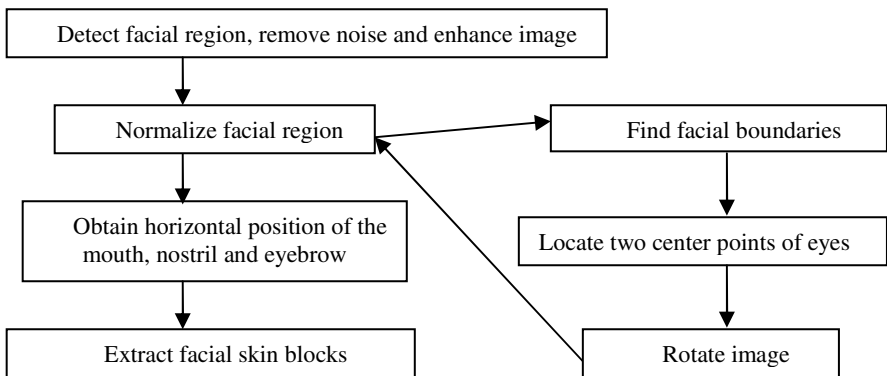 Detect facial region, remove noise and enhance image
Normalize facial region
Find facial boundaries
Obtain horizontal position of the
mouth, nostril and eyebrow
Locate two center points of eyes
Extract facial skin blocks
Rotate image